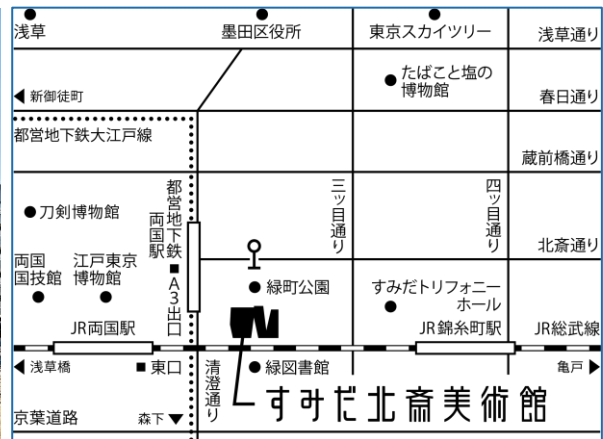 浅草
墨田区役所
東京スカイツリー
浅草通り
たばこと塩の
博物館
◀ 新御徒町
春日通り
都営地下鉄大江戸線
蔵前橋通り
刀剣博物館
都営地下鉄
両国駅
■A3出口
三ッ目通り
四ッ目通り
北斎通り
両国
国技館
江戸東京
博物館
緑町公園
すみだトリフォニー
ホール
JR両国駅
JR錦糸町駅
JR総武線
◀ 浅草橋
■ 東口
清澄通り
緑図書館
亀戸 ▶
すみだ北斎美術館
京葉道路
森下 ▼